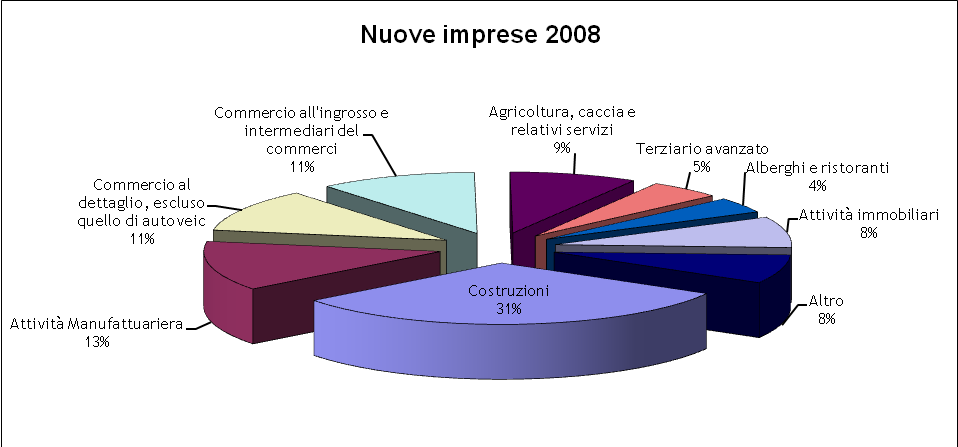 Nuove imprese 2008
Commercio all'ingrosso e
intermediari del
commerci
11%
Agricoltura, caccia e
relativi servizi
9%
Terziario avanzato
5%
Alberghi e ristoranti
4%
Commercio al
dettaglio, escluso
quello di autoveic
11%
Attività immobiliari
8%
Costruzioni
31%
Altro
8%
Attività Manufattuariera
13%